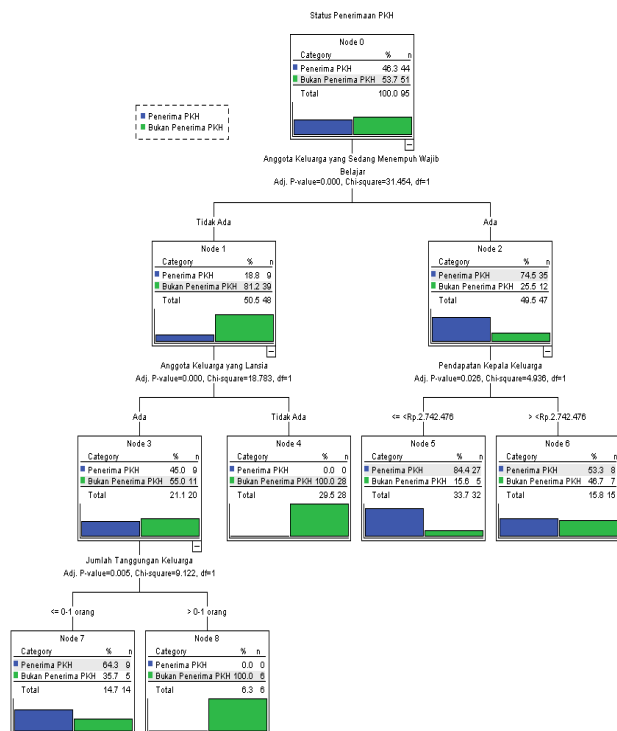 Status Penerimaan PKH
Node 0
Category % n
Penerima PKH 46.3 44
Bukan Penerima PKH 53.7 51
Total 100.0 95
Penerima PKH
Bukan Penerima PKH
Anggota Keluarga yang Sedang Menempuh Wajib
Belajar
Adj. P-value=0.000, Chi-square=31.454, df=1
Tidak Ada
Ada
Node 1
Category % n
Penerima PKH 18.8 9
Bukan Penerima PKH 81.2 39
Total 50.5 48
Node 2
Category % n
Penerima PKH 74.5 35
Bukan Penerima PKH 25.5 12
Total 49.5 47
Anggota Keluarga yang Lansia
Adj. P-value=0.000, Chi-square=18.783, df=1
Pendapatan Kepala Keluarga
Adj. P-value=0.026, Chi-square=4.936, df=1
Ada
Tidak Ada
<= <Rp.2.742.476
> <Rp.2.742.476
Node 3
Category % n
Penerima PKH 45.0 9
Bukan Penerima PKH 55.0 11
Total 21.1 20
Node 4
Category % n
Penerima PKH 0.0 0
Bukan Penerima PKH 100.0 28
Total 29.5 28
Node 5
Category % n
Penerima PKH 84.4 27
Bukan Penerima PKH 15.6 5
Total 33.7 32
Node 6
Category % n
Penerima PKH 53.3 8
Bukan Penerima PKH 46.7 7
Total 15.8 15
Jumlah Tanggungan Keluarga
Adj. P-value=0.005, Chi-square=9.122, df=1
<= 0-1 orang
> 0-1 orang
Node 7
Category % n
Penerima PKH 64.3 9
Bukan Penerima PKH 35.7 5
Total 14.7 14
Node 8
Category % n
Penerima PKH 0.0 0
Bukan Penerima PKH 100.0 6
Total 6.3 6